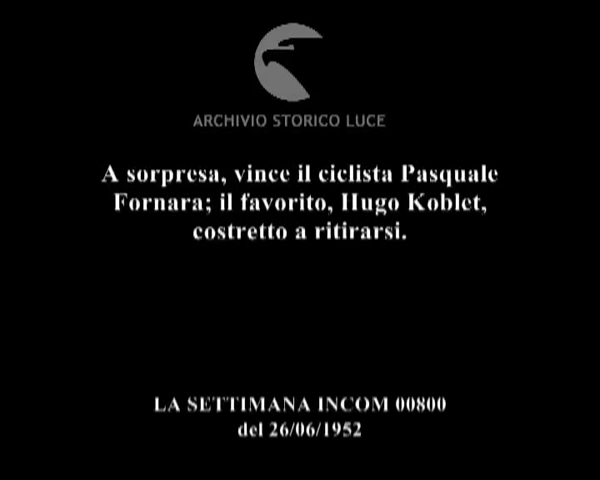 ARCHIVIO STORICO LUCE
A sorpresa, vince il ciclista Pasquale
Fornara; il favorito, Hugo Koblet,
costretto a ritirarsi.
LA SETTIMANA INCOM 00800
del 26/06/1952